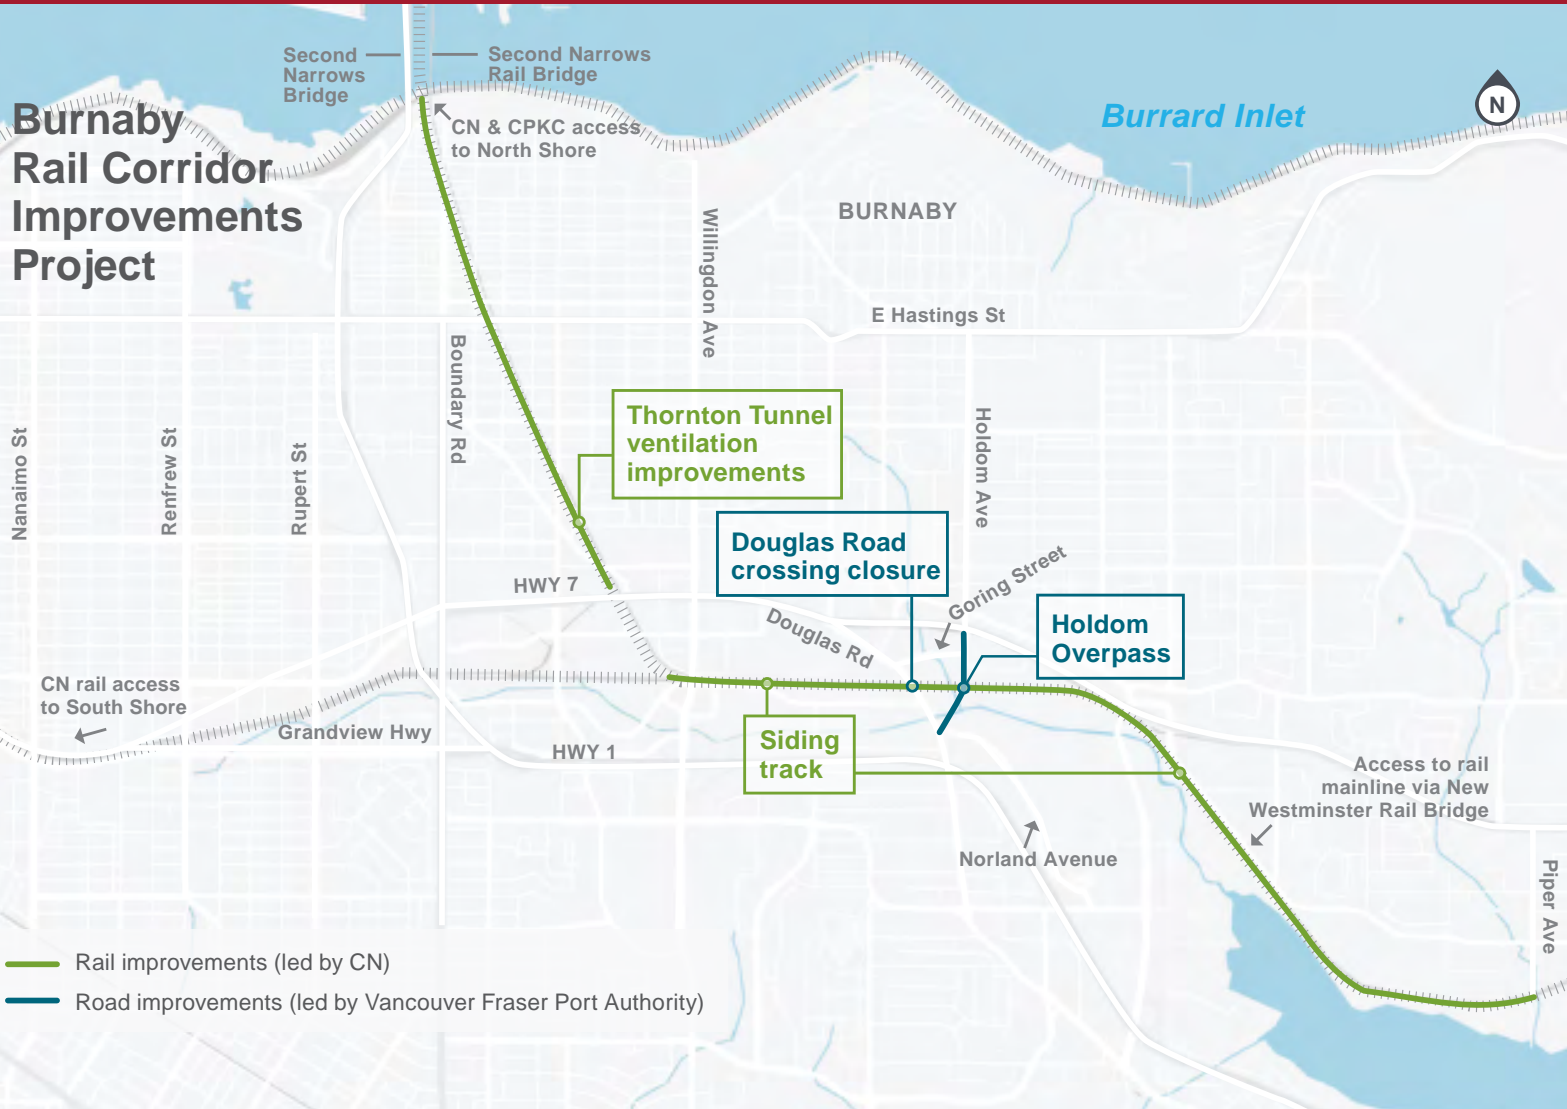 Burnaby
Rail Corridor
Improvements
Project
Second
Narrows
Bridge
Second Narrows
Rail Bridge
CN & CPKC access
to North Shore
Burrard Inlet
N
BURNABY
Willingdon Ave
E Hastings St
Boundary Rd
Nanaimo St
Renfrew St
Rupert St
Holdom Ave
Thornton Tunnel
ventilation
improvements
Douglas Road
crossing closure
Goring Street
HWY 7
Douglas Rd
Holdom
Overpass
CN rail access
to South Shore
Grandview Hwy
HWY 1
Siding
track
Access to rail
mainline via New
Westminster Rail Bridge
Norland Avenue
Piper Ave
Rail improvements (led by CN)
Road improvements (led by Vancouver Fraser Port Authority)